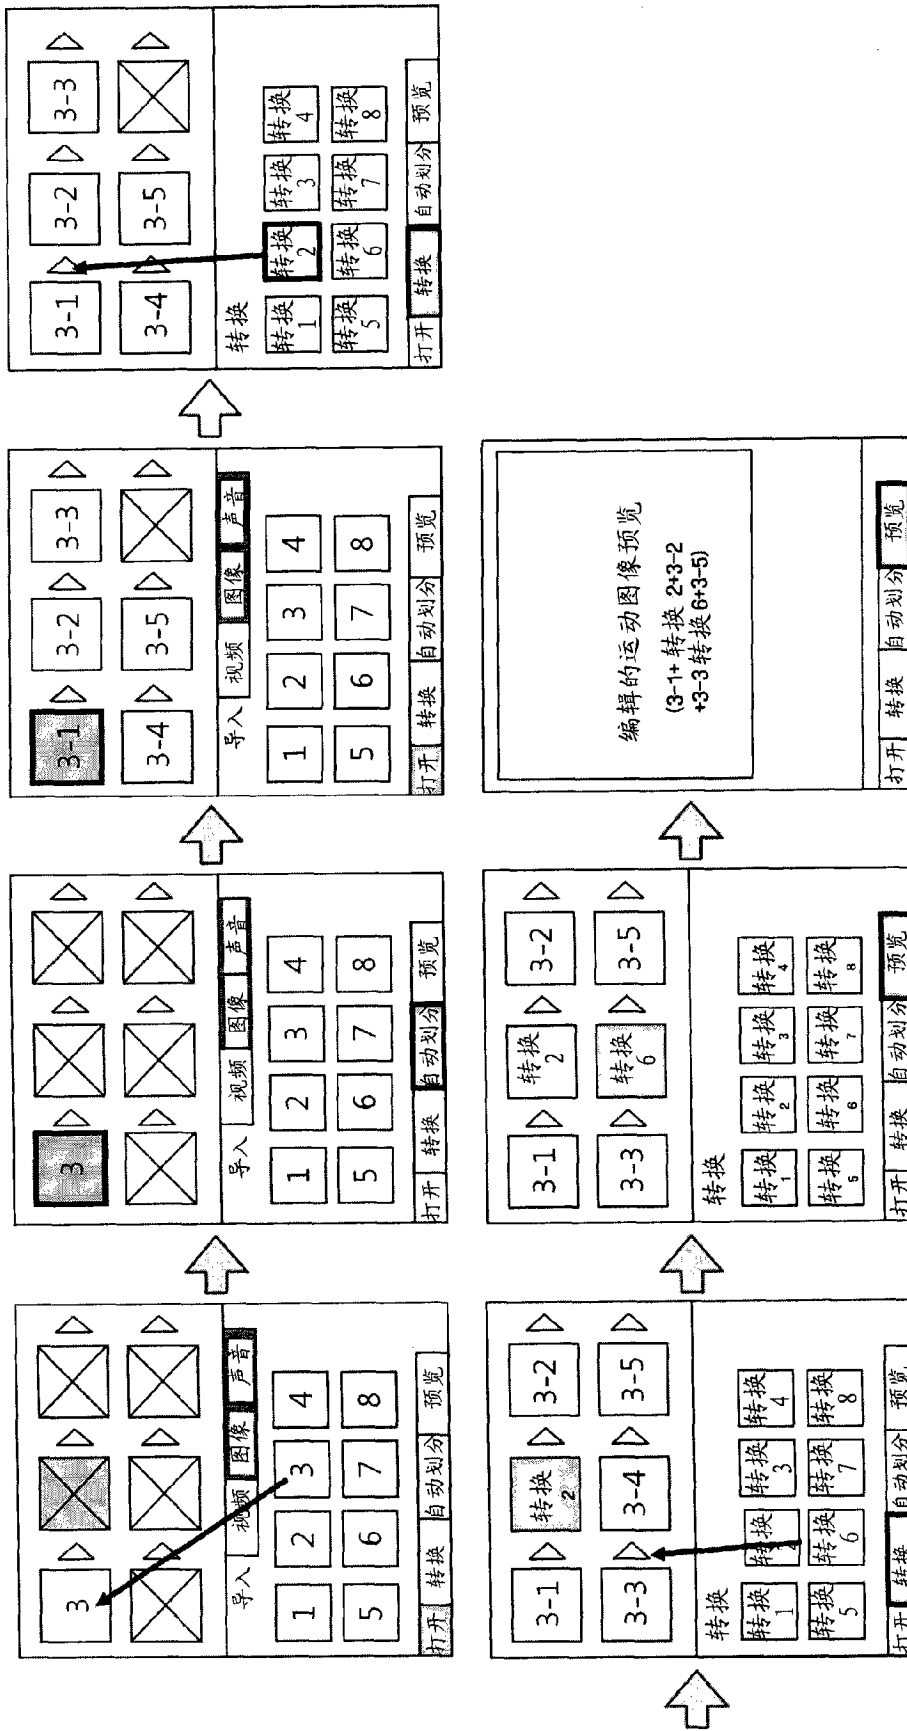 3
导入 视频 图像 声音
1 2 3 4
5 6 7 8
打开 转换 自动划分 预览
3
导入 视频 图像 声音
1 2 3 4
5 6 7 8
打开 转换 自动划分 预览
3-1 3-2 3-3
3-4 3-5
导入 视频 图像 声音
1 2 3 4
5 6 7 8
打开 转换 自动划分 预览
3-1 3-2 3-3
3-4 3-5
转换
转换 转换 转换 转换
1 2 3 4
转换 转换 转换 转换
5 6 7 8
打开 转换 自动划分 预览
3-1 转换 3-2
2
3-3 3-4 3-5
转换
转换 转换 转换 转换
1 3 4
转换 转换 转换 转换
5 6 7 8
打开 转换 自动划分 预览
3-1 转换 3-2
2
3-3 转换 3-5
6
转换
转换 转换 转换 转换
1 2 3 4
转换 转换 转换 转换
5 6 7 8
打开 转换 自动划分 预览
编辑的运动图像预览
(3-1+转换 2+3-2
+3-3转换6+3-5)
打开 转换 自动划分 预览